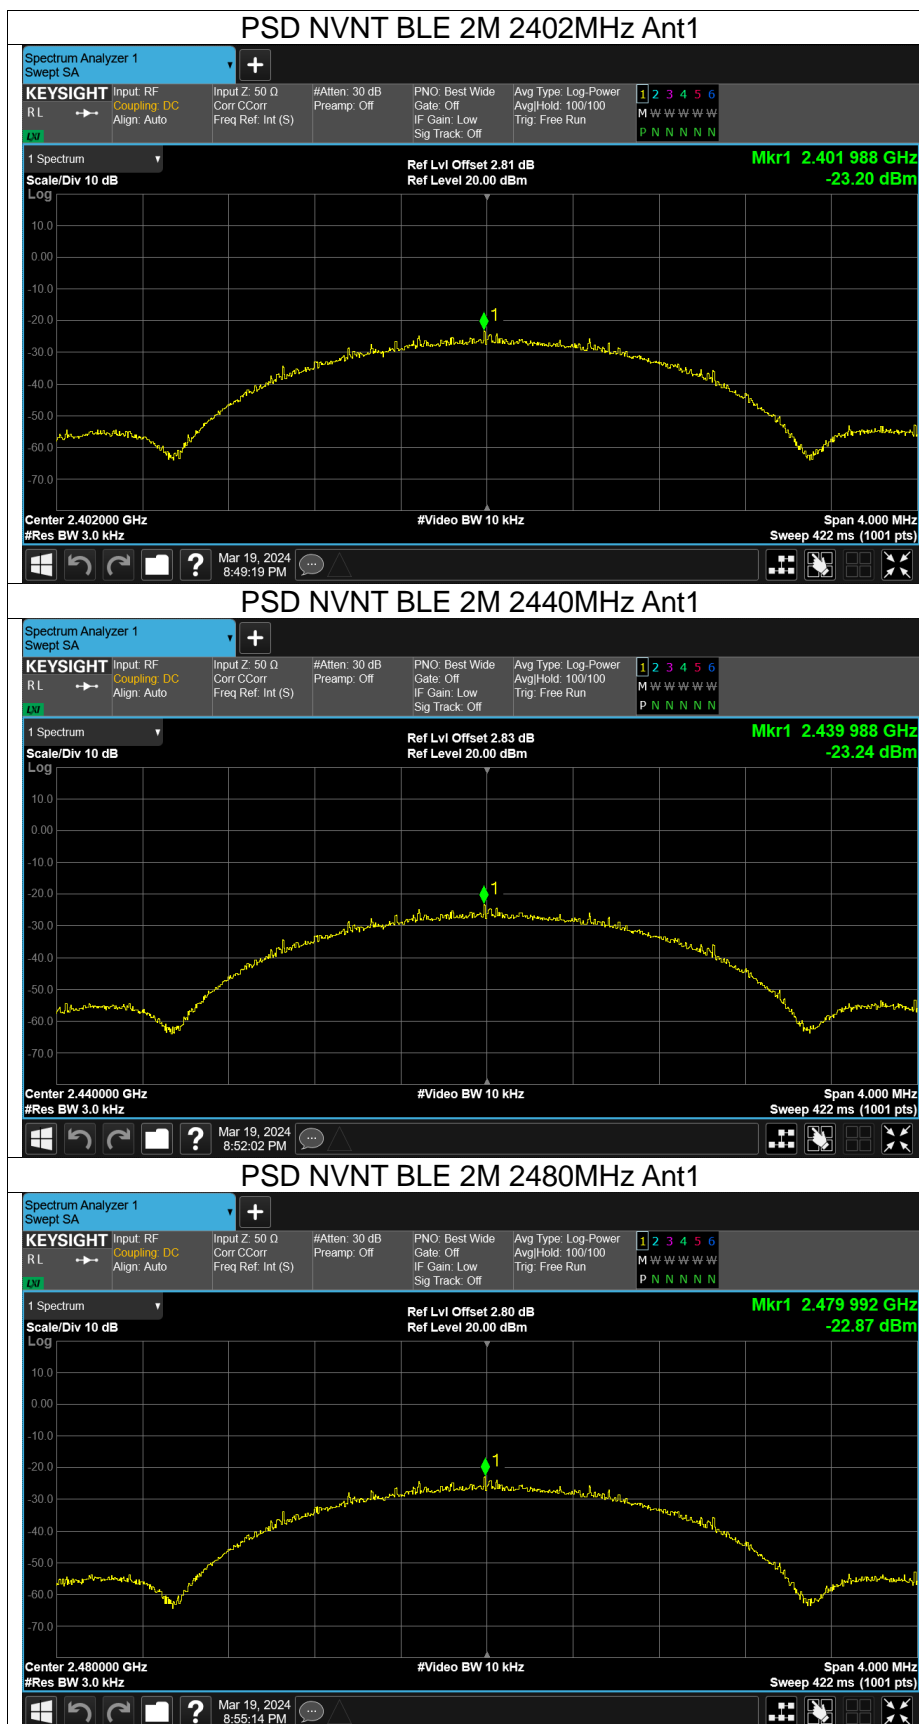 PSD NVNT BLE 2M 2402MHz Ant1
Spectrum Analyzer 1
Swept SA
KEYSIGHT
R L
LXI
Input: RF
Coupling: DC
Align: Auto
Input Z: 50 Ω
Corr CCorr
Freq Ref: Int (S)
#Atten: 30 dB
Preamp: Off
PNO: Best Wide
Gate: Off
IF Gain: Low
Sig Track: Off
Avg Type: Log-Power
Avg|Hold: 100/100
Trig: Free Run
1 2 3 4 5 6
M W W W W W
P N N N N N
1 Spectrum
Scale/Div 10 dB
Ref Lvl Offset 2.81 dB
Ref Level 20.00 dBm
Mkr1 2.401 988 GHz
-23.20 dBm
Log
10.0
0.00
-10.0
-20.0
-30.0
-40.0
-50.0
-60.0
-70.0
1
Center 2.402000 GHz
#Res BW 3.0 kHz
#Video BW 10 kHz
Span 4.000 MHz
Sweep 422 ms (1001 pts)
?
Mar 19, 2024
8:49:19 PM
PSD NVNT BLE 2M 2440MHz Ant1
Spectrum Analyzer 1
Swept SA
KEYSIGHT
R L
LXI
Input: RF
Coupling: DC
Align: Auto
Input Z: 50 Ω
Corr CCorr
Freq Ref: Int (S)
#Atten: 30 dB
Preamp: Off
PNO: Best Wide
Gate: Off
IF Gain: Low
Sig Track: Off
Avg Type: Log-Power
Avg|Hold: 100/100
Trig: Free Run
1 2 3 4 5 6
M W W W W W
P N N N N N
1 Spectrum
Scale/Div 10 dB
Ref Lvl Offset 2.83 dB
Ref Level 20.00 dBm
Mkr1 2.439 988 GHz
-23.24 dBm
Log
10.0
0.00
-10.0
-20.0
-30.0
-40.0
-50.0
-60.0
-70.0
1
Center 2.440000 GHz
#Res BW 3.0 kHz
#Video BW 10 kHz
Span 4.000 MHz
Sweep 422 ms (1001 pts)
?
Mar 19, 2024
8:52:02 PM
PSD NVNT BLE 2M 2480MHz Ant1
Spectrum Analyzer 1
Swept SA
KEYSIGHT
R L
LXI
Input: RF
Coupling: DC
Align: Auto
Input Z: 50 Ω
Corr CCorr
Freq Ref: Int (S)
#Atten: 30 dB
Preamp: Off
PNO: Best Wide
Gate: Off
IF Gain: Low
Sig Track: Off
Avg Type: Log-Power
Avg|Hold: 100/100
Trig: Free Run
1 2 3 4 5 6
M W W W W W
P N N N N N
1 Spectrum
Scale/Div 10 dB
Ref Lvl Offset 2.80 dB
Ref Level 20.00 dBm
Mkr1 2.479 992 GHz
-22.87 dBm
Log
10.0
0.00
-10.0
-20.0
-30.0
-40.0
-50.0
-60.0
-70.0
1
Center 2.480000 GHz
#Res BW 3.0 kHz
#Video BW 10 kHz
Span 4.000 MHz
Sweep 422 ms (1001 pts)
?
Mar 19, 2024
8:55:14 PM